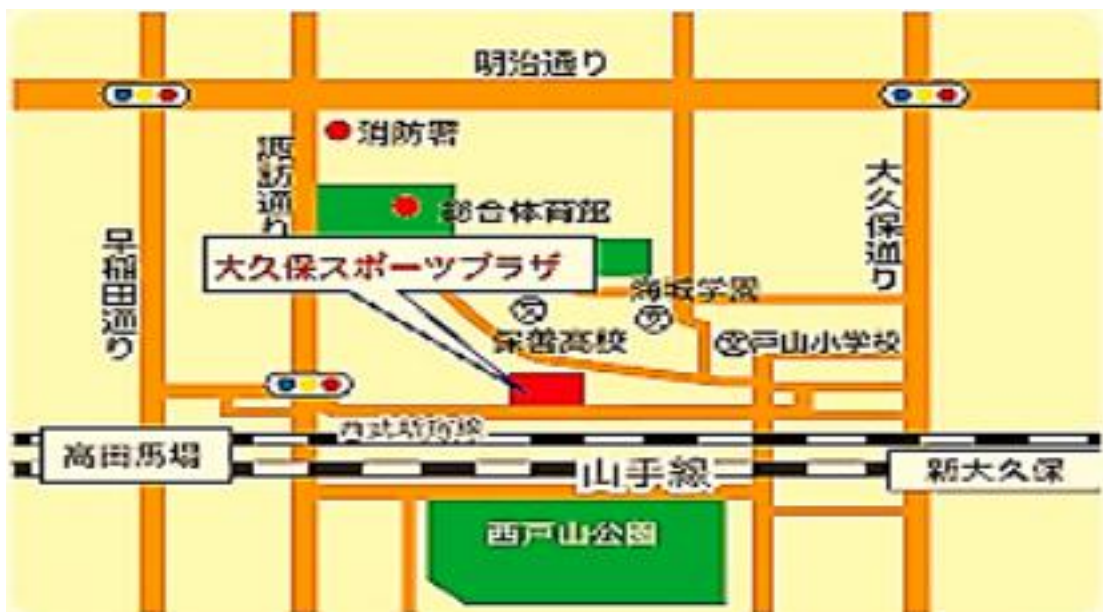 明治通り
消防署
諏訪通り
総合体育館
大久保通り
早稲田通り
大久保スポーツプラザ
海城学園
文
文
保善高校
文戸山小学校
西武新宿線
高田馬場
山手線
新大久保
西戸山公園